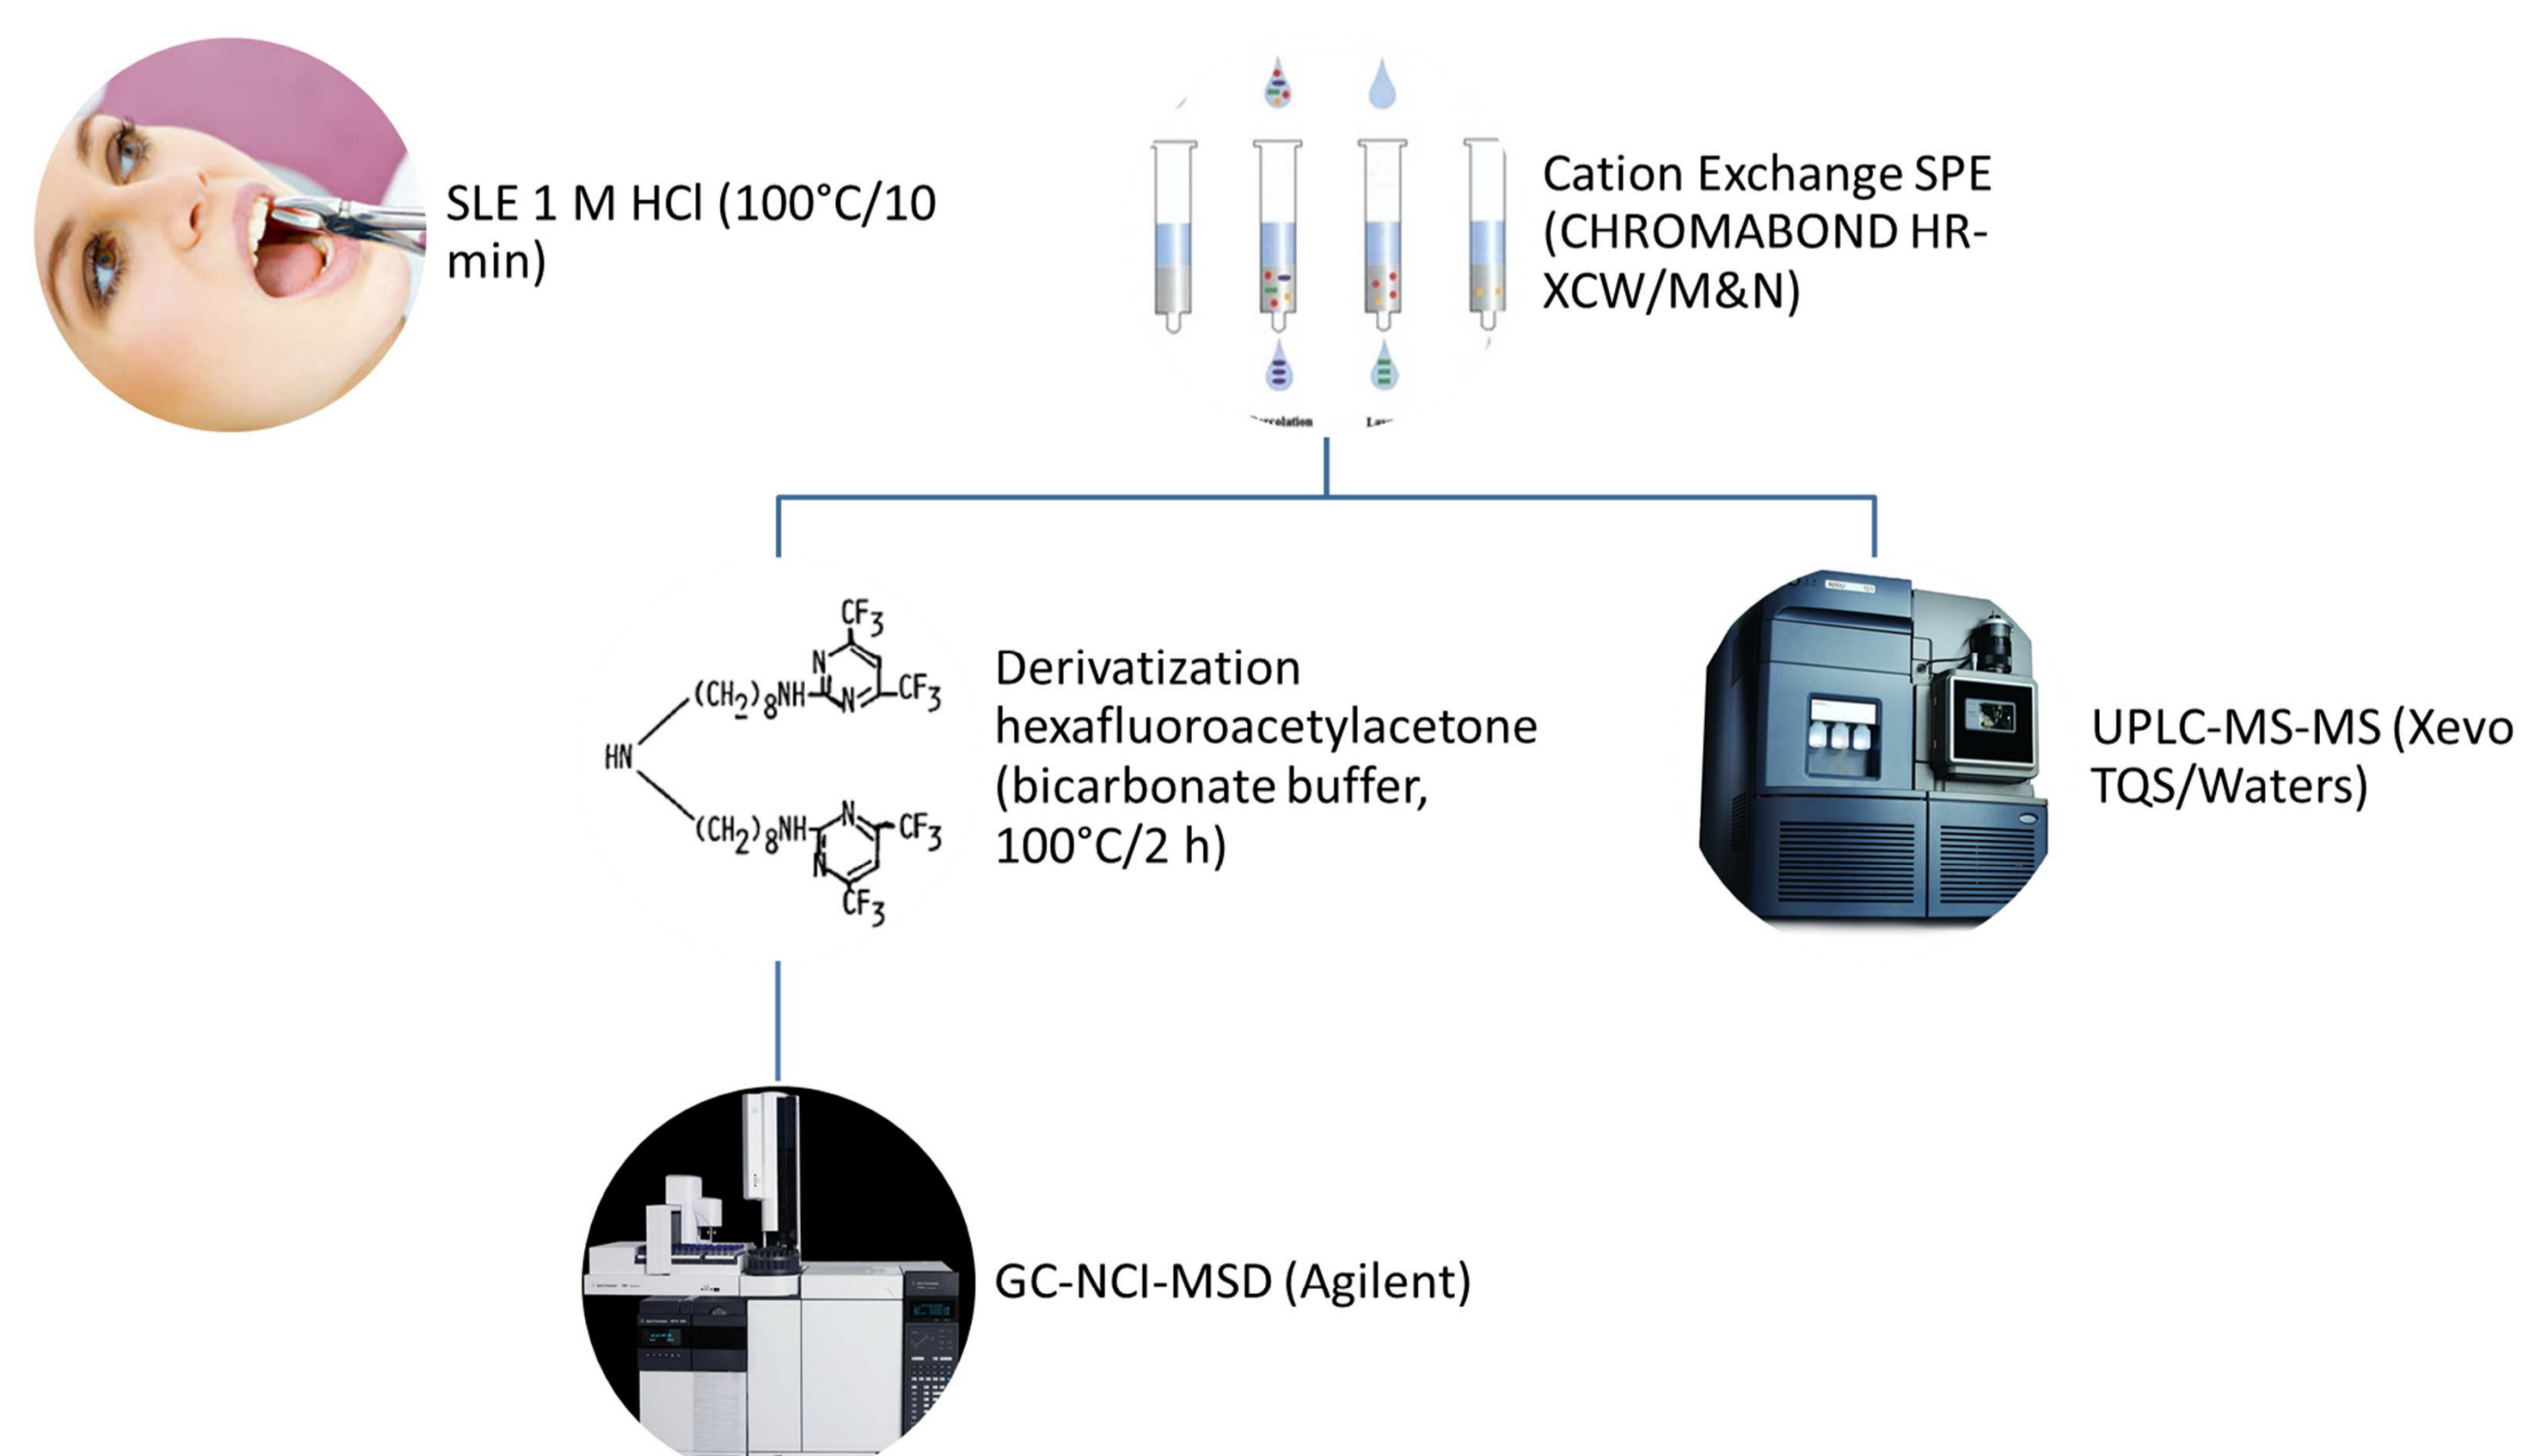 SLE 1 M HCl (100°C/10
min)
Cation Exchange SPE
(CHROMABOND HR-
XCW/M&N)
CF3
N
(CH2)8NH
N
CF3
HN
(CH2)8NH
N
CF3
N
CF3
Derivatization
hexafluoroacetylacetone
(bicarbonate buffer,
100°C/2 h)
UPLC-MS-MS (Xevo
TQS/Waters)
GC-NCI-MSD (Agilent)